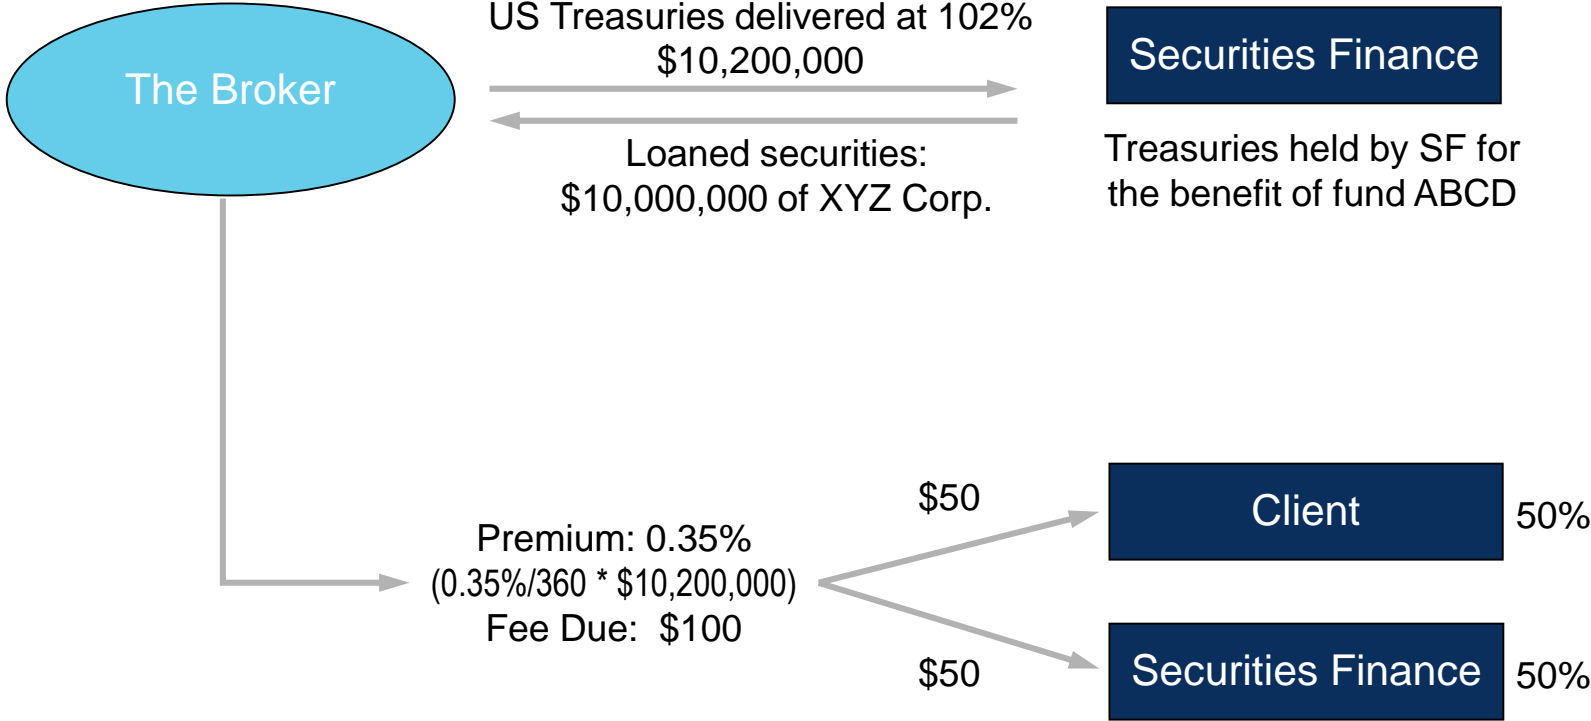 The Broker
US Treasuries delivered at 102%
$10,200,000
Loaned securities:
$10,000,000 of XYZ Corp.
Securities Finance
Treasuries held by SF for
the benefit of fund ABCD
Premium: 0.35%
(0.35%/360 * $10,200,000)
Fee Due: $100
$50
Client
50%
$50
Securities Finance
50%